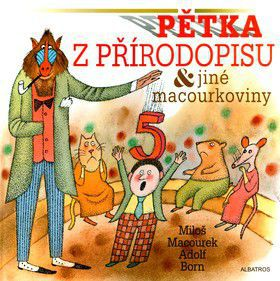 PĚTKA
Z PŘÍRODOPISU
& jiné
macourkoviny
5
Miloš
Macourek
Adolf
Born
ALBATROS